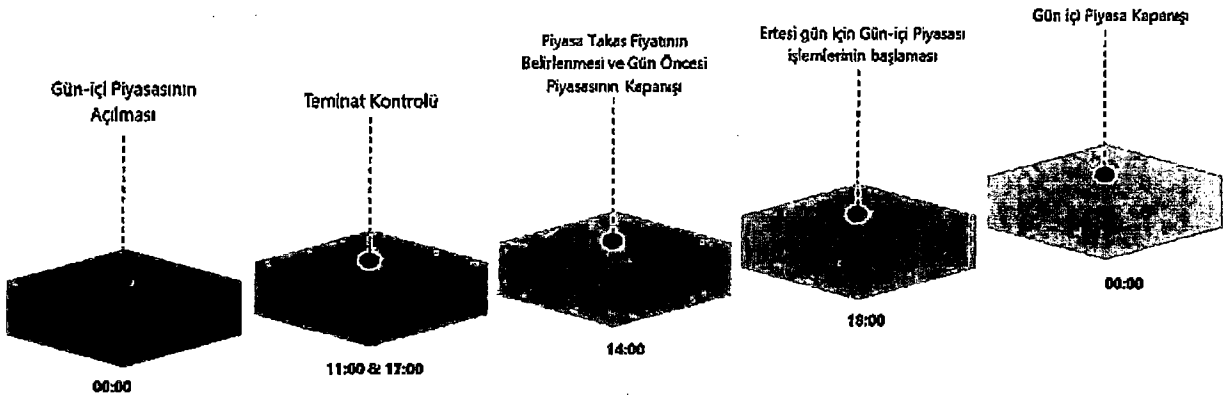 Gün-içi Piyasasının
Açılması
00:00
Teminat Kontrolü
11:00 & 17:00
Piyasa Takas Fiyatının
Belirlenmesi ve Gün Öncesi
Piyasasının Kapanışı
14:00
Ertesi gün için Gün-içi Piyasası
işlemlerinin başlaması
18:00
Gün içi Piyasa Kapanışı
00:00